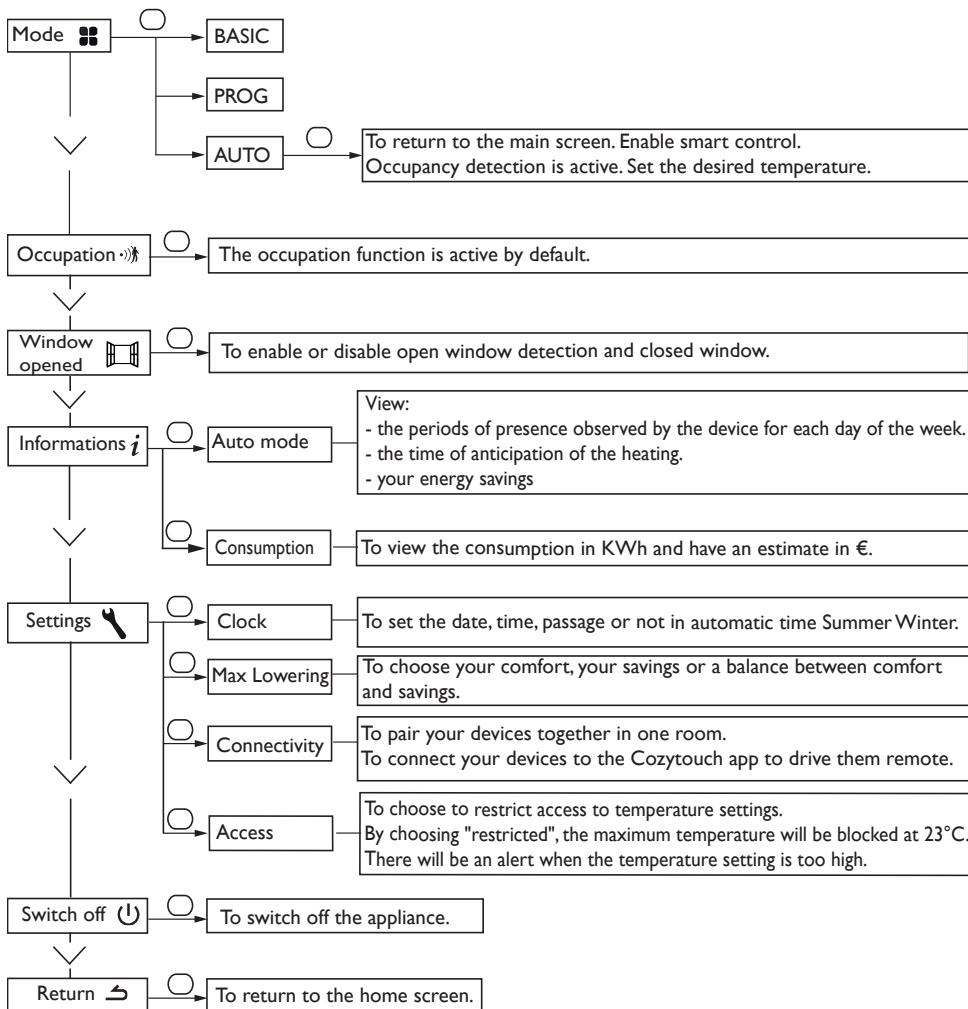 Mode
BASIC
PROG
AUTO
To return to the main screen. Enable smart control.
Occupancy detection is active. Set the desired temperature.
Occupation
The occupation function is active by default.
Window
opened
To enable or disable open window detection and closed window.
Informations i
Auto mode
View:
- the periods of presence observed by the device for each day of the week.
- the time of anticipation of the heating.
- your energy savings
Consumption
To view the consumption in KWh and have an estimate in €.
Settings
Clock
To set the date, time, passage or not in automatic time Summer Winter.
Max Lowering
To choose your comfort, your savings or a balance between comfort
and savings.
Connectivity
To pair your devices together in one room.
To connect your devices to the Cozytouch app to drive them remote.
Access
To choose to restrict access to temperature settings.
By choosing "restricted", the maximum temperature will be blocked at 23°C.
There will be an alert when the temperature setting is too high.
Switch off
To switch off the appliance.
Return
To return to the home screen.